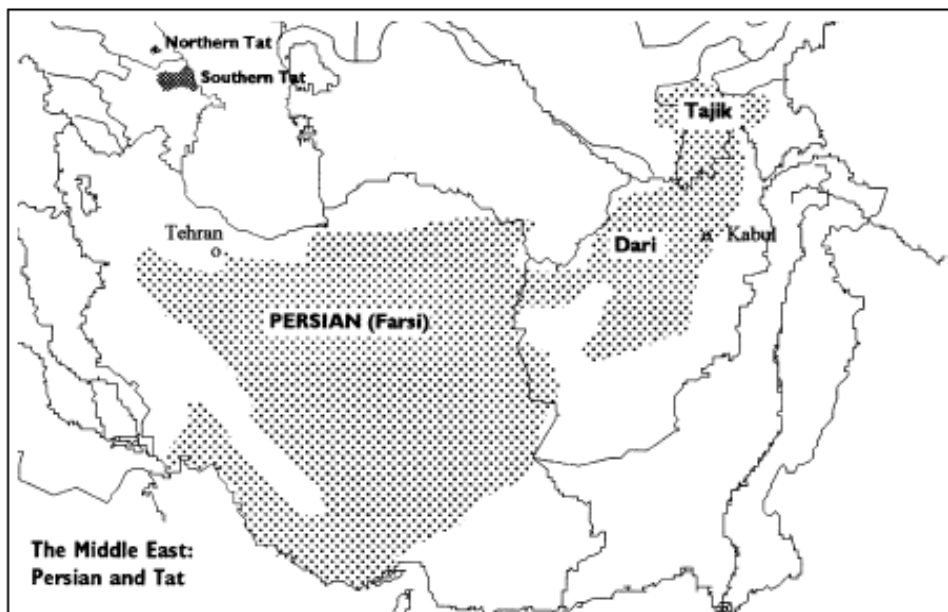 Northern Tat
Southern Tat
Tajik
Tehran
Dari
Kabul
PERSIAN (Farsi)
The Middle East:
Persian and Tat